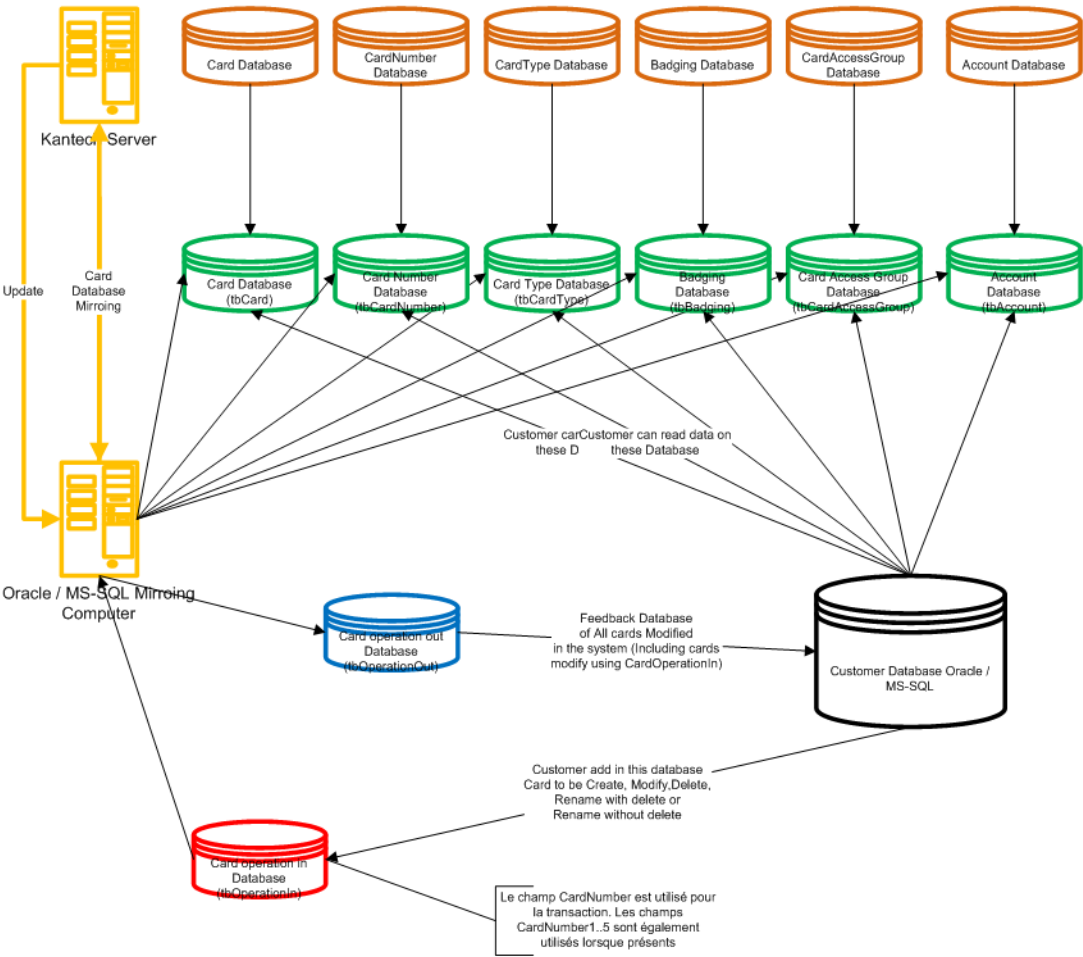 Card Database
CardNumber
Database
CardType Database
Badging Database
CardAccessGroup
Database
Account Database
Kantech Server
Update
Card
Database
Mirroing
Card Database
(tbCard)
Card Number
Database
(tbCardNumber)
Card Type Database
(tbCardType)
Badging
Database
(tbBadging)
Card Access Group
Database
(tbCardAccessGroup)
Account
Database
(tbAccount)
Customer car
these D
Customer can read data on
these Database
Oracle / MS-SQL Mirroing
Computer
Card operation out
Database
(tbOperationOut)
Feedback Database
of All cards Modified
in the system (Including cards
modify using CardOperationIn)
Customer Database Oracle /
MS-SQL
Customer add in this database
Card to be Create, Modify,Delete,
Rename with delete or
Rename without delete
Card operation in
Database
(tbOperationIn)
Le champ CardNumber est utilisé pour
la transaction. Les champs
CardNumber1..5 sont également
utilisés lorsque présents